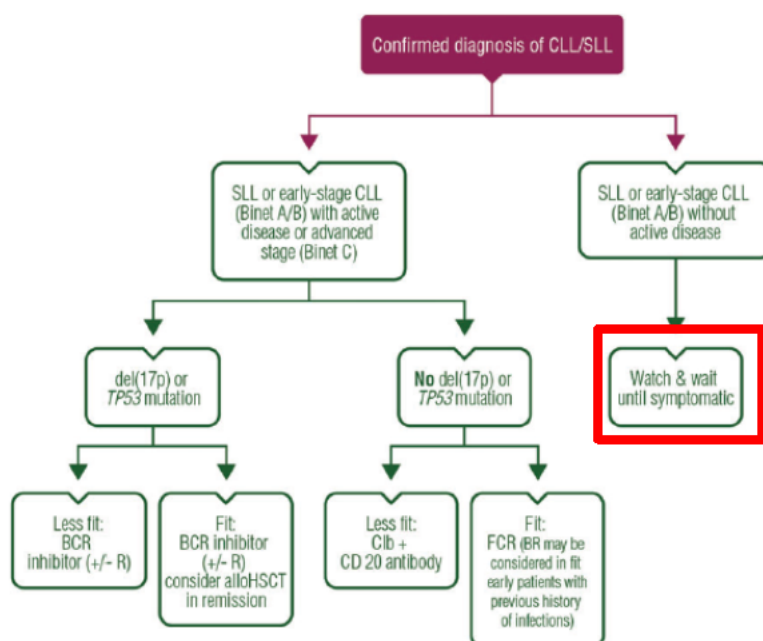 Confirmed diagnosis of CLL/SLL
SLL or early-stage CLL
(Binet A/B) with active
disease or advanced
stage (Binet C)
SLL or early-stage CLL
(Binet A/B) without
active disease
del(17p) or
TP53 mutation
No del(17p) or
TP53 mutation
Watch & wait
until symptomatic
Less fit:
BCR
inhibitor (+/- R)
Fit:
BCR inhibitor
(+/- R)
consider alloHSCT
in remission
Less fit:
Clb +
CD 20 antibody
Fit:
FCR (BR may be
considered in fit
early patients with
previous history
of infections)